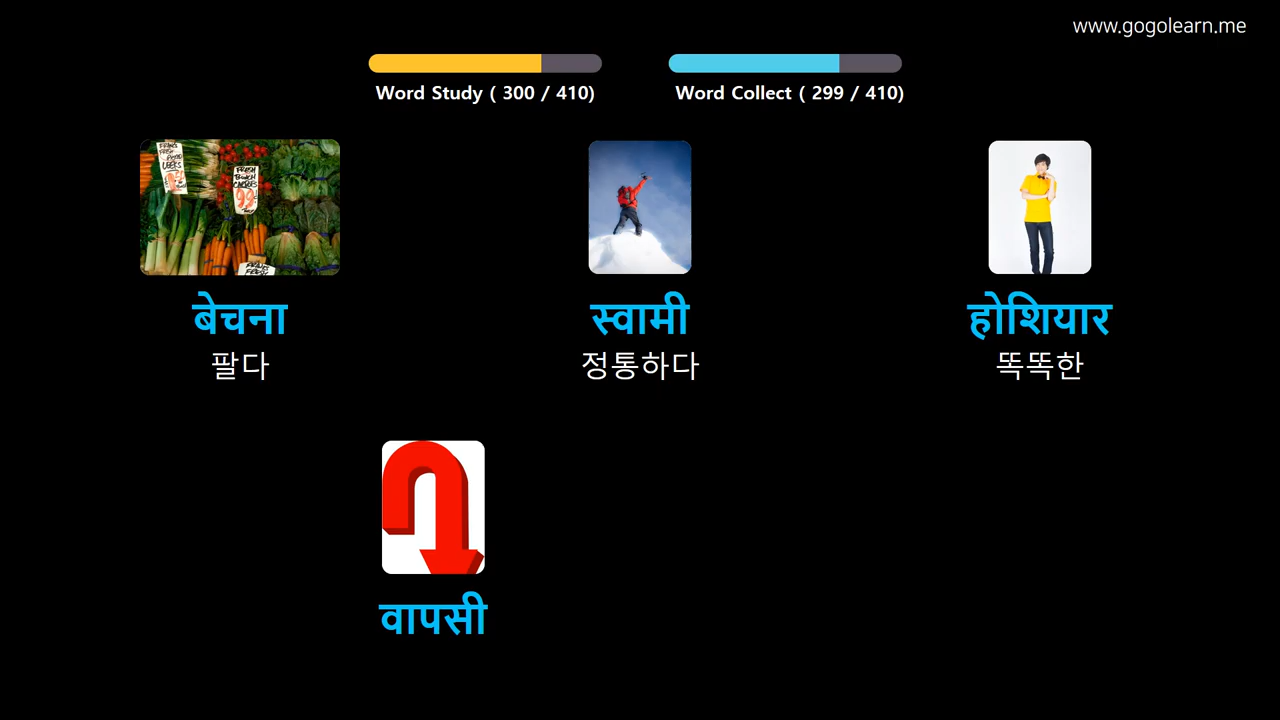 www.gogolearn.me
Word Study ( 300 / 410)
Word Collect ( 299 / 410)
बेचना
팔다
स्वामी
정통하다
होशियार
똑똑한
वापसी